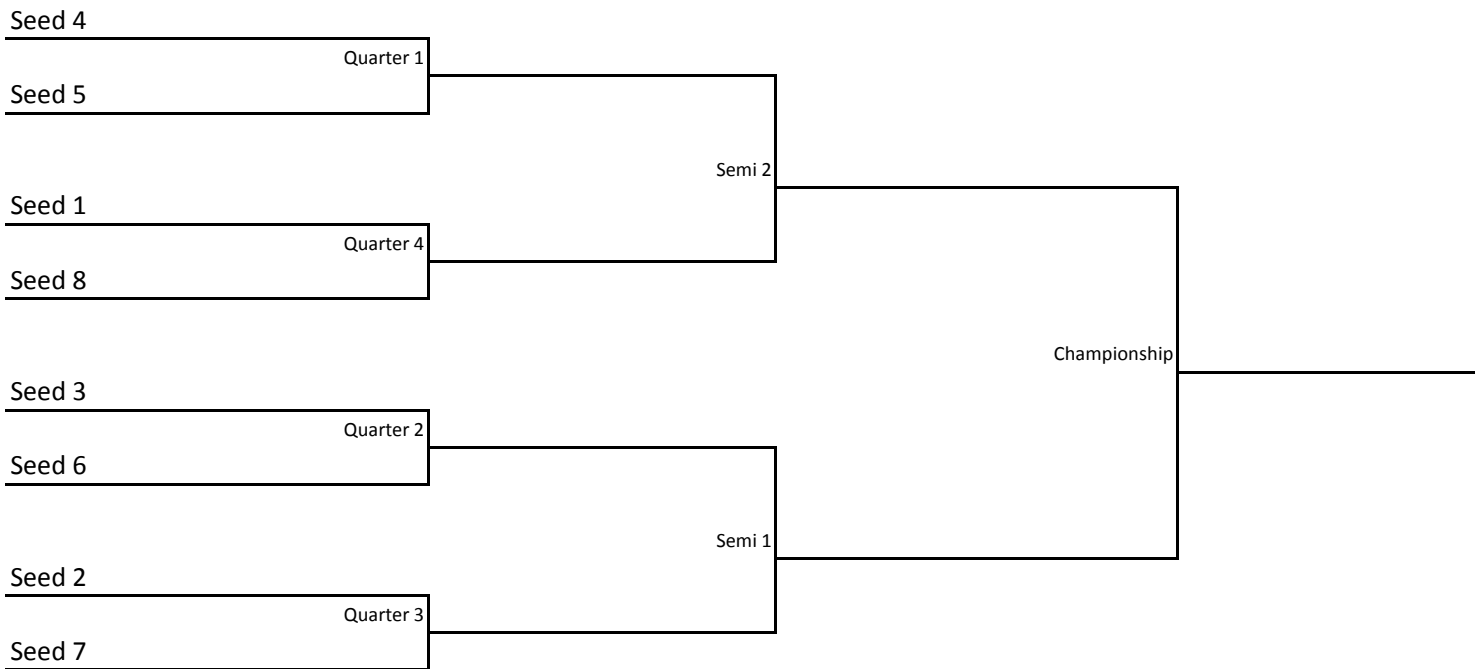 Seed 4
Quarter 1
Seed 5
Semi 2
Seed 1
Quarter 4
Seed 8
Championship
Seed 3
Quarter 2
Seed 6
Semi 1
Seed 2
Quarter 3
Seed 7